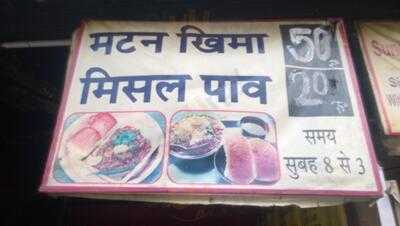 मटन खिमा 50
मिसल पाव 20
समय
सुबह 8 से 3